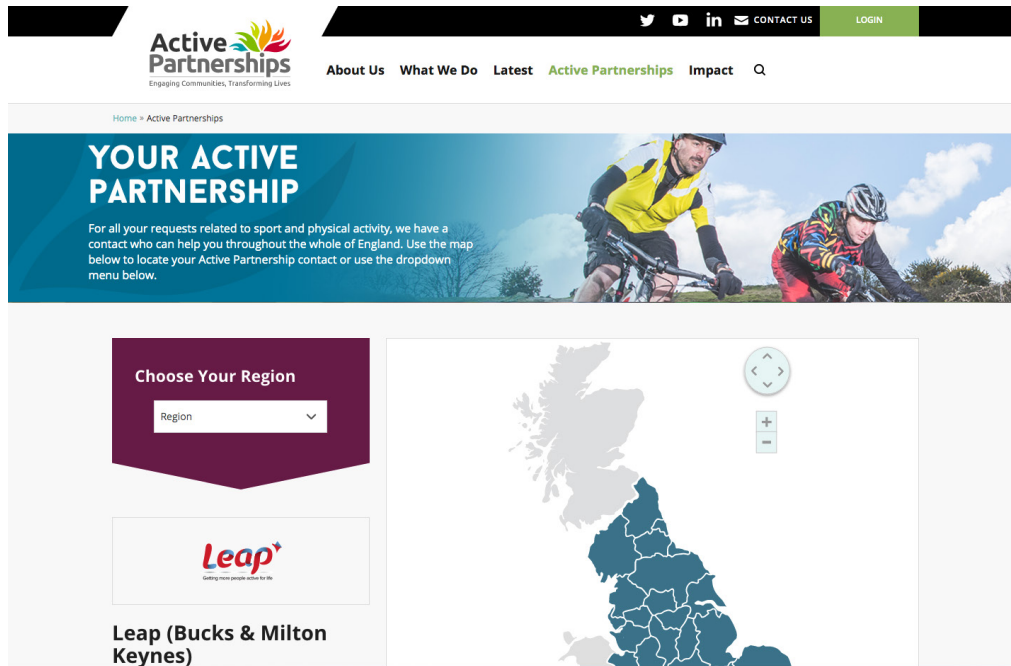 CONTACT US
LOGIN
Active
Partnerships
Engaging Communities, Transforming Lives
About Us What We Do Latest Active Partnerships Impact
Home » Active Partnerships
YOUR ACTIVE
PARTNERSHIP
For all your requests related to sport and physical activity, we have a
contact who can help you throughout the whole of England. Use the map
below to locate your Active Partnership contact or use the dropdown
menu below.
Choose Your Region
Region
Leap
Getting more people active for life
Leap (Bucks & Milton
Keynes)